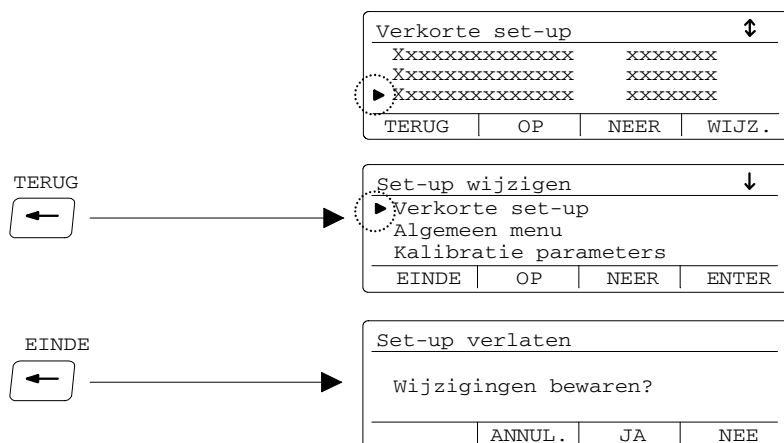 Verkorte set-up ↕
Xxxxxxxxxxxxxx xxxxxxx
Xxxxxxxxxxxxxx xxxxxxx
▶ Xxxxxxxxxxxxxx xxxxxxx
TERUG OP NEER WIJZ.
TERUG
Set-up wijzigen ↓
▶ Verkorte set-up
Algemeen menu
Kalibratie parameters
EINDE OP NEER ENTER
EINDE
Set-up verlaten
Wijzigingen bewaren?
ANNUL. JA NEE